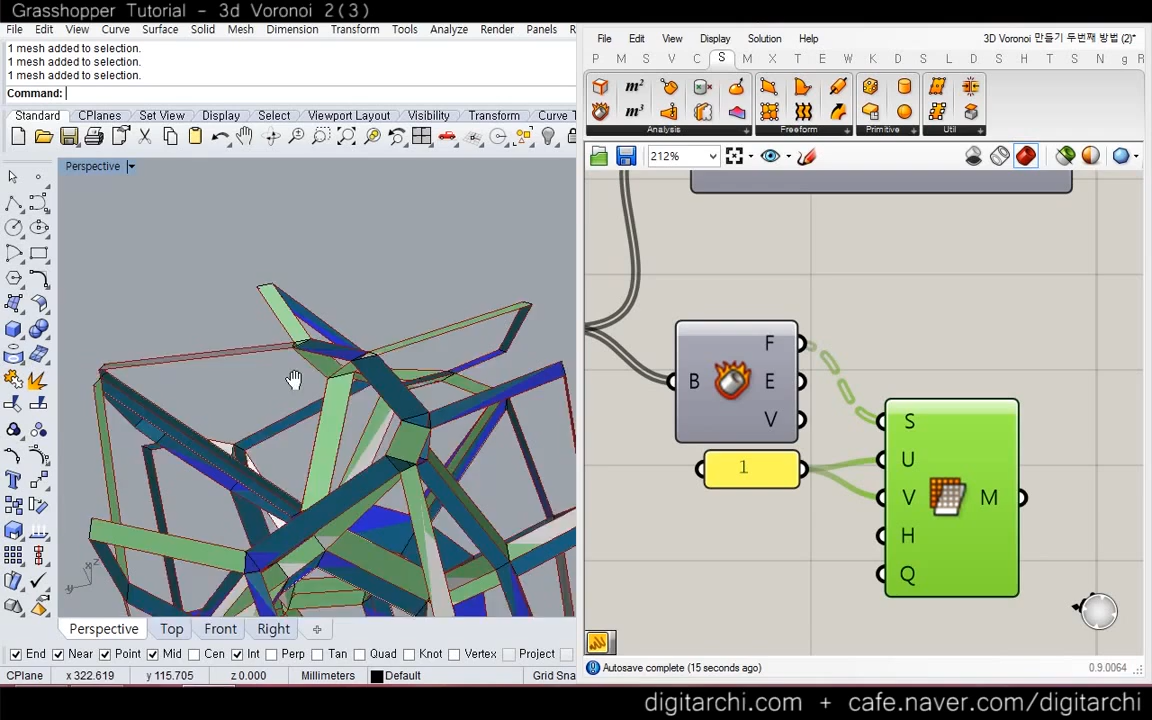 Grasshopper Tutorial - 3d Voronoi 2(3)
File Edit View Curve Surface Solid Mesh Dimension Transform Tools Analyze Render Panels
1 mesh added to selection.
1 mesh added to selection.
1 mesh added to selection.
Command:
Standard CPlanes Set View Display Select Viewport Layout Visibility Transform Curve
Perspective
Perspective Top Front Right
End Near Point Mid Cen Int Perp Tan Quad Knot Vertex Project
CPlane x 322.619 y 115.705 z 0.000 Millimeters Default Grid Sna
File Edit View Display Solution Help 3D Voronoi 만들기 두번째 방법 (2)*
P M S V C S M X T E W K D U L D S H T S N g R
m²
m³
Analysis Freeform Primitive Util
212%
F
B E
V
1
S
U
V M
H
Q
Autosave complete (15 seconds ago) 0.9.0064
digitarchi.com + cafe.naver.com/digitarchi